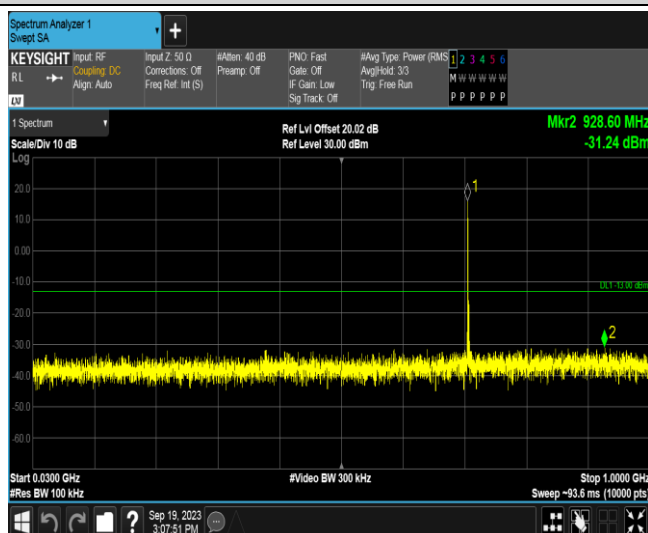 Spectrum Analyzer 1
Swept SA
+
KEYSIGHT
RL
LXI
Input: RF
Coupling: DC
Align: Auto
Input Z: 50 Ω
Corrections: Off
Freq Ref: Int (S)
#Atten: 40 dB
Preamp: Off
PNO: Fast
Gate: Off
IF Gain: Low
Sig Track: Off
#Avg Type: Power (RMS
Avg|Hold: 3/3
Trig: Free Run
1 2 3 4 5 6
M W W W W W
P P P P P P
1 Spectrum
Scale/Div 10 dB
Ref Lvl Offset 20.02 dB
Ref Level 30.00 dBm
Mkr2 928.60 MHz
-31.24 dBm
Log
1
20.0
10.0
0.00
-10.0
DL1 -13.00 dBm
2
-30.0
-40.0
-50.0
-60.0
Start 0.0300 GHz
#Video BW 300 kHz
Stop 1.0000 GHz
#Res BW 100 kHz
Sweep ~93.6 ms (10000 pts)
?
Sep 19, 2023
3:07:51 PM